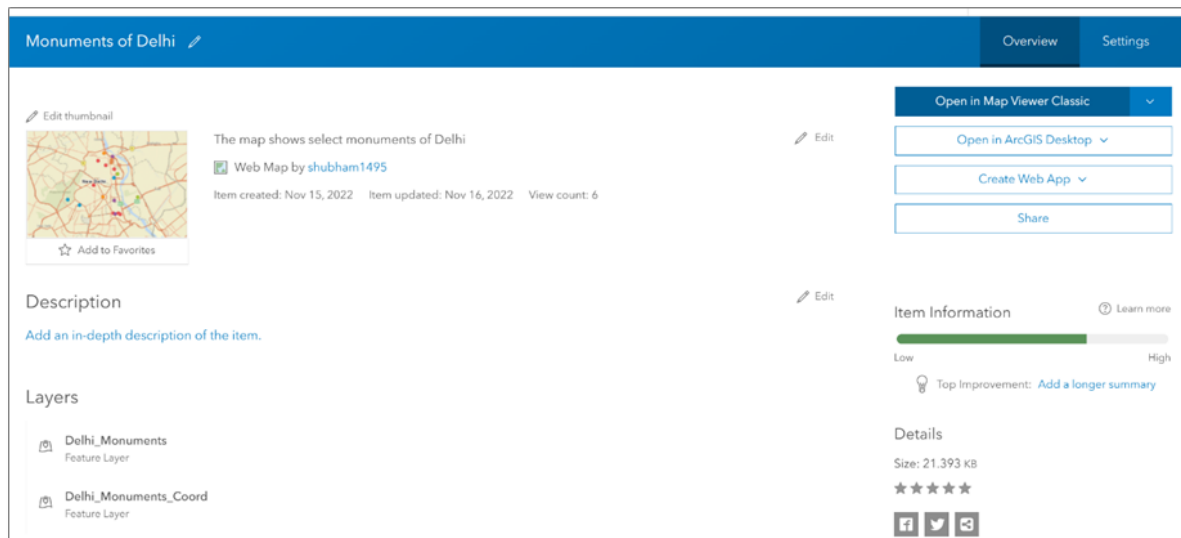 Monuments of Delhi
Overview
Settings
Edit thumbnail
New Delhi
Add to Favorites
The map shows select monuments of Delhi
Edit
Web Map by shubham1495
Item created: Nov 15, 2022 Item updated: Nov 16, 2022 View count: 6
Open in Map Viewer Classic
Open in ArcGIS Desktop
Create Web App
Share
Description
Edit
Add an in-depth description of the item.
Item Information
Learn more
Low
High
Top Improvement: Add a longer summary
Layers
Delhi_Monuments
Feature Layer
Delhi_Monuments_Coord
Feature Layer
Details
Size: 21.393 KB